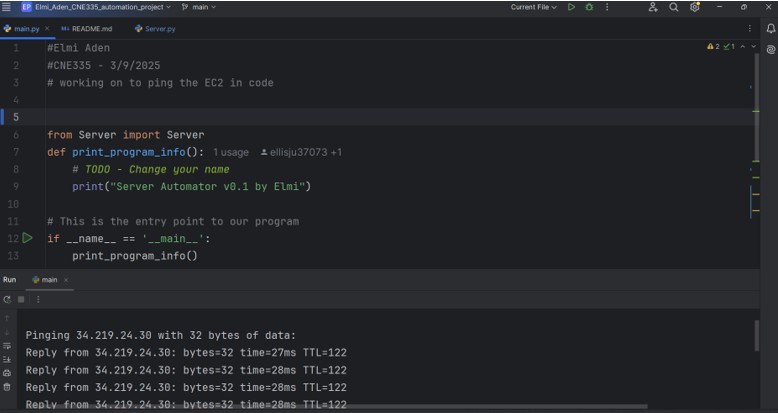 EP Elmi_Aden_CNE335_automation_project main Current File
main.py README.md Server.py
1 #Elmi Aden
2 #CNE335 - 3/9/2025
3 # working on to ping the EC2 in code
4
5
6 from Server import Server
7 def print_program_info(): 1 usage ellisju37073 +1
8 # TODO - Change your name
9 print("Server Automator v0.1 by Elmi")
10
11 # This is the entry point to our program
12 if __name__ == '__main__':
13 print_program_info()
2 1
Run main
Pinging 34.219.24.30 with 32 bytes of data:
Reply from 34.219.24.30: bytes=32 time=27ms TTL=122
Reply from 34.219.24.30: bytes=32 time=28ms TTL=122
Reply from 34.219.24.30: bytes=32 time=28ms TTL=122
Reply from 34.219.24.30: bytes=32 time=28ms TTL=122